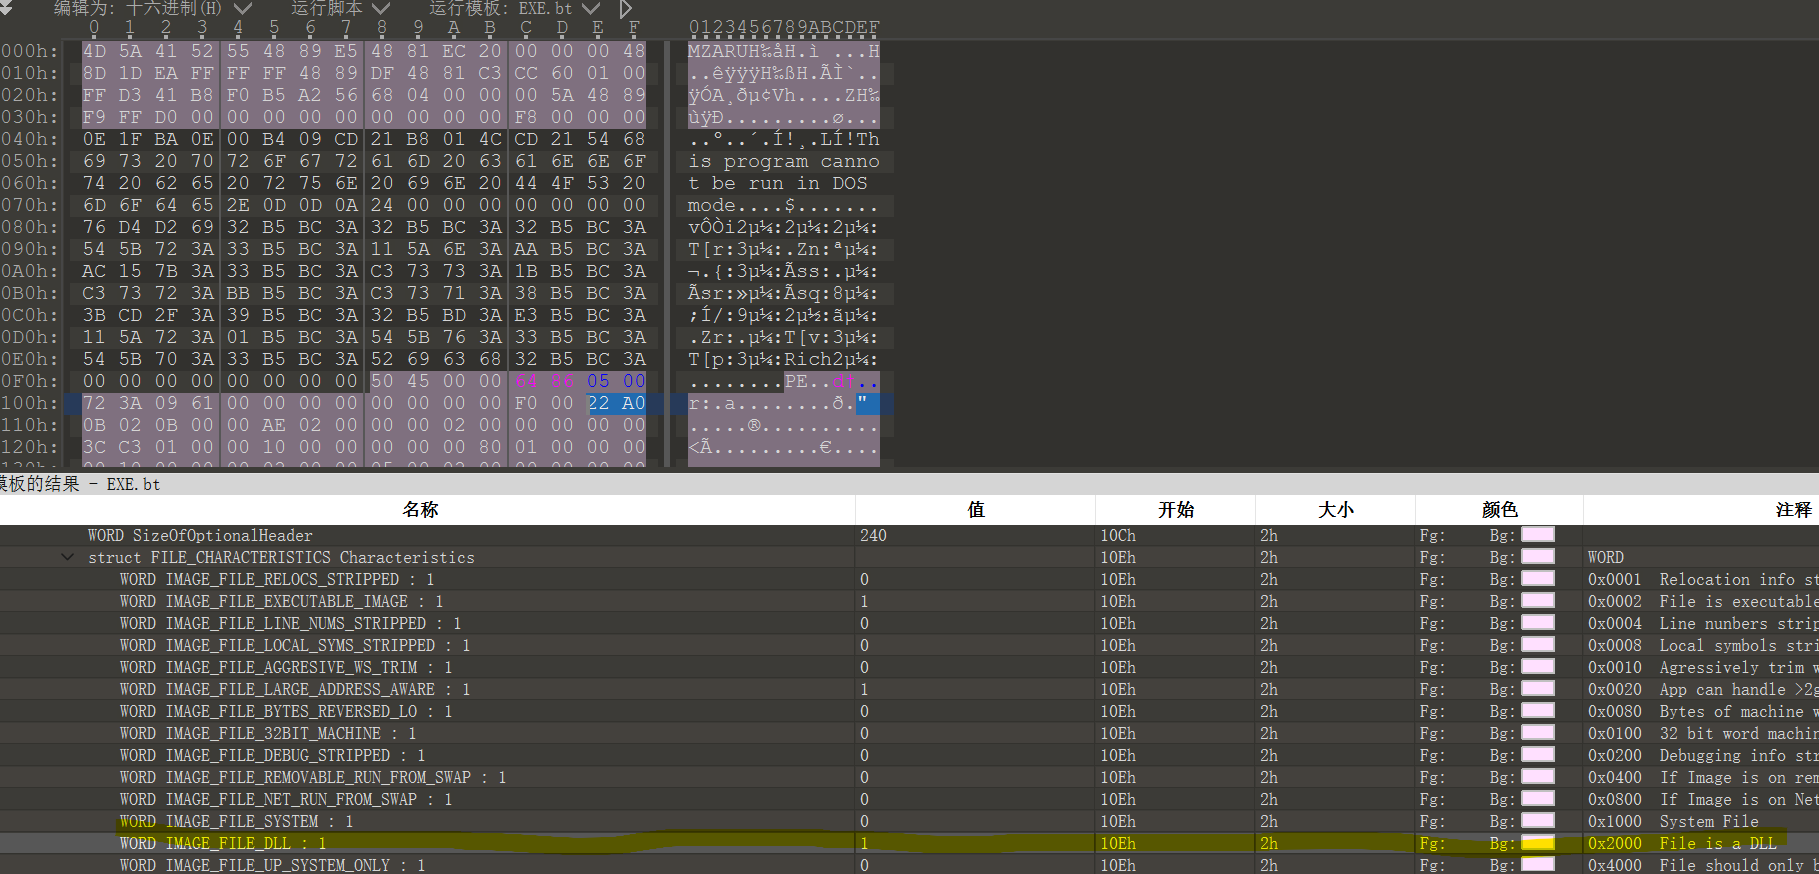 编辑为: 十六进制(H) 运行脚本 运行模板: EXE.bt
0 1 2 3 4 5 6 7 8 9 A B C D E F 0123456789ABCDEF
000h: 4D 5A 41 52 55 48 89 E5 48 81 EC 20 00 00 00 48 MZARUH‰åH.ì ...H
010h: 8D 1D EA FF FF FF 48 89 DF 48 81 C3 CC 60 01 00 ..êÿÿÿH‰ßH.ÃÌ`..
020h: FF D3 41 B8 F0 B5 A2 56 68 04 00 00 00 5A 48 89 ÿÓA¸ðµ¢Vh....ZH‰
030h: F9 FF D0 00 00 00 00 00 00 00 00 00 F8 00 00 00 ùÿÐ.........ø...
040h: 0E 1F BA 0E 00 B4 09 CD 21 B8 01 4C CD 21 54 68 ..º..´.Í!¸.LÍ!Th
050h: 69 73 20 70 72 6F 67 72 61 6D 20 63 61 6E 6E 6F is program canno
060h: 74 20 62 65 20 72 75 6E 20 69 6E 20 44 4F 53 20 t be run in DOS
070h: 6D 6F 64 65 2E 0D 0D 0A 24 00 00 00 00 00 00 00 mode....$.......
080h: 76 D4 D2 69 32 B5 BC 3A 32 B5 BC 3A 32 B5 BC 3A vÔÒi2µ¼:2µ¼:2µ¼:
090h: 54 5B 72 3A 33 B5 BC 3A 11 5A 6E 3A AA B5 BC 3A T[r:3µ¼:.Zn:ªµ¼:
0A0h: AC 15 7B 3A 33 B5 BC 3A C3 73 73 3A 1B B5 BC 3A ¬.{:3µ¼:Ãss:.µ¼:
0B0h: C3 73 72 3A BB B5 BC 3A C3 73 71 3A 38 B5 BC 3A Ãsr:»µ¼:Ãsq:8µ¼:
0C0h: 3B CD 2F 3A 39 B5 BC 3A 32 B5 BD 3A E3 B5 BC 3A ;Í/:9µ¼:2µ½:ãµ¼:
0D0h: 11 5A 72 3A 01 B5 BC 3A 54 5B 76 3A 33 B5 BC 3A .Zr:.µ¼:T[v:3µ¼:
0E0h: 54 5B 70 3A 33 B5 BC 3A 52 69 63 68 32 B5 BC 3A T[p:3µ¼:Rich2µ¼:
0F0h: 00 00 00 00 00 00 00 00 50 45 00 00 64 86 05 00 ........PE..d†..
100h: 72 3A 09 61 00 00 00 00 00 00 00 00 F0 00 22 A0 r:.a........ð."
110h: 0B 02 0B 00 00 AE 02 00 00 00 02 00 00 00 00 00 .....®..........
120h: 3C C3 01 00 00 10 00 00 00 00 00 80 01 00 00 00 <Ã.........€....
模板的结果 - EXE.bt
名称 值 开始 大小 颜色 注释
WORD SizeOfOptionalHeader 240 10Ch 2h Fg: Bg:
struct FILE_CHARACTERISTICS Characteristics 10Eh 2h Fg: Bg: WORD
WORD IMAGE_FILE_RELOCS_STRIPPED : 1 0 10Eh 2h Fg: Bg: 0x0001 Relocation info st
WORD IMAGE_FILE_EXECUTABLE_IMAGE : 1 1 10Eh 2h Fg: Bg: 0x0002 File is executable
WORD IMAGE_FILE_LINE_NUMS_STRIPPED : 1 0 10Eh 2h Fg: Bg: 0x0004 Line nunbers strip
WORD IMAGE_FILE_LOCAL_SYMS_STRIPPED : 1 0 10Eh 2h Fg: Bg: 0x0008 Local symbols stri
WORD IMAGE_FILE_AGGRESIVE_WS_TRIM : 1 0 10Eh 2h Fg: Bg: 0x0010 Agressively trim w
WORD IMAGE_FILE_LARGE_ADDRESS_AWARE : 1 1 10Eh 2h Fg: Bg: 0x0020 App can handle >2g
WORD IMAGE_FILE_BYTES_REVERSED_LO : 1 0 10Eh 2h Fg: Bg: 0x0080 Bytes of machine w
WORD IMAGE_FILE_32BIT_MACHINE : 1 0 10Eh 2h Fg: Bg: 0x0100 32 bit word machin
WORD IMAGE_FILE_DEBUG_STRIPPED : 1 0 10Eh 2h Fg: Bg: 0x0200 Debugging info str
WORD IMAGE_FILE_REMOVABLE_RUN_FROM_SWAP : 1 0 10Eh 2h Fg: Bg: 0x0400 If Image is on rem
WORD IMAGE_FILE_NET_RUN_FROM_SWAP : 1 0 10Eh 2h Fg: Bg: 0x0800 If Image is on Net
WORD IMAGE_FILE_SYSTEM : 1 0 10Eh 2h Fg: Bg: 0x1000 System File
WORD IMAGE_FILE_DLL : 1 1 10Eh 2h Fg: Bg: 0x2000 File is a DLL
WORD IMAGE_FILE_UP_SYSTEM_ONLY : 1 0 10Eh 2h Fg: Bg: 0x4000 File should only b